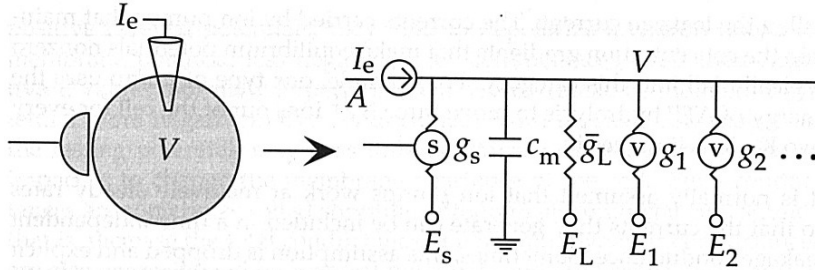 I_e
V
I_e/A
V
s g_s c_m ḡ_L v g_1 v g_2 ...
E_s E_L E_1 E_2